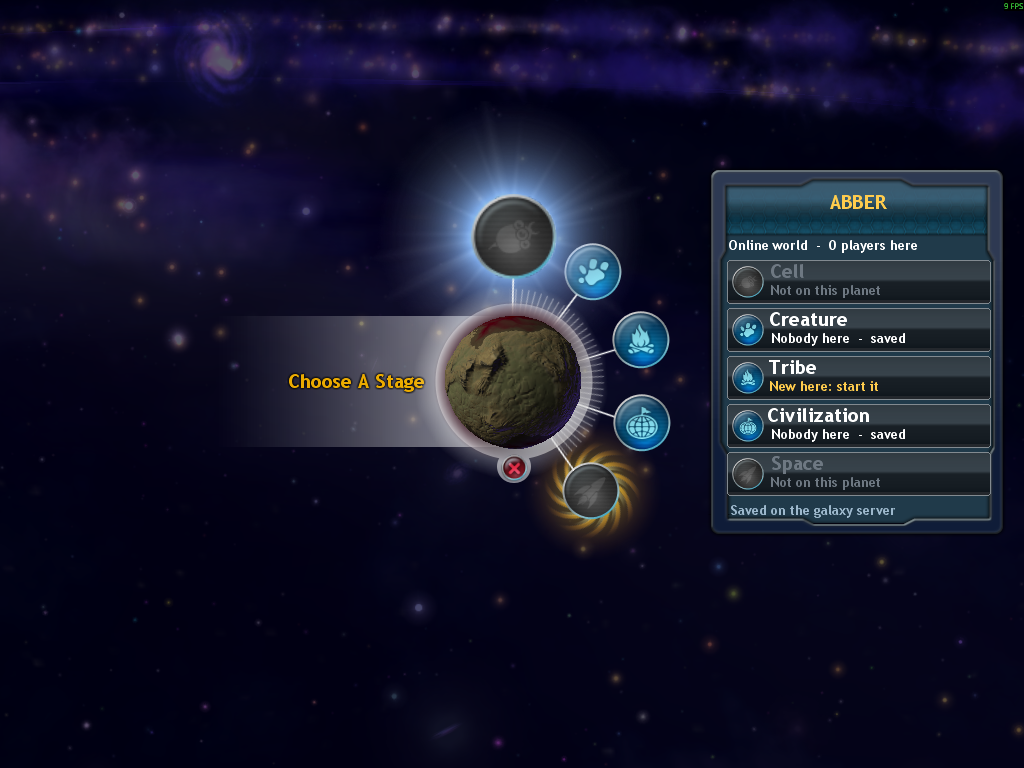 9 FPS
ABBER
Online world - 0 players here
Cell
Not on this planet
Creature
Nobody here - saved
Tribe
New here: start it
Choose A Stage
Civilization
Nobody here - saved
Space
Not on this planet
Saved on the galaxy server